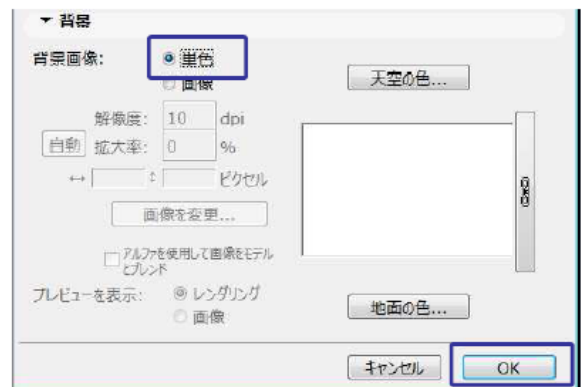 ▼ 背景
背景画像: 単色
画像
天空の色...
解像度: 10 dpi
自動 拡大率: 0 %
↔ ↕ ピクセル
画像を変更...
アルファを使用して画像をモデル
とブレンド
プレビューを表示: レンダリング
画像
地面の色...
キャンセル OK